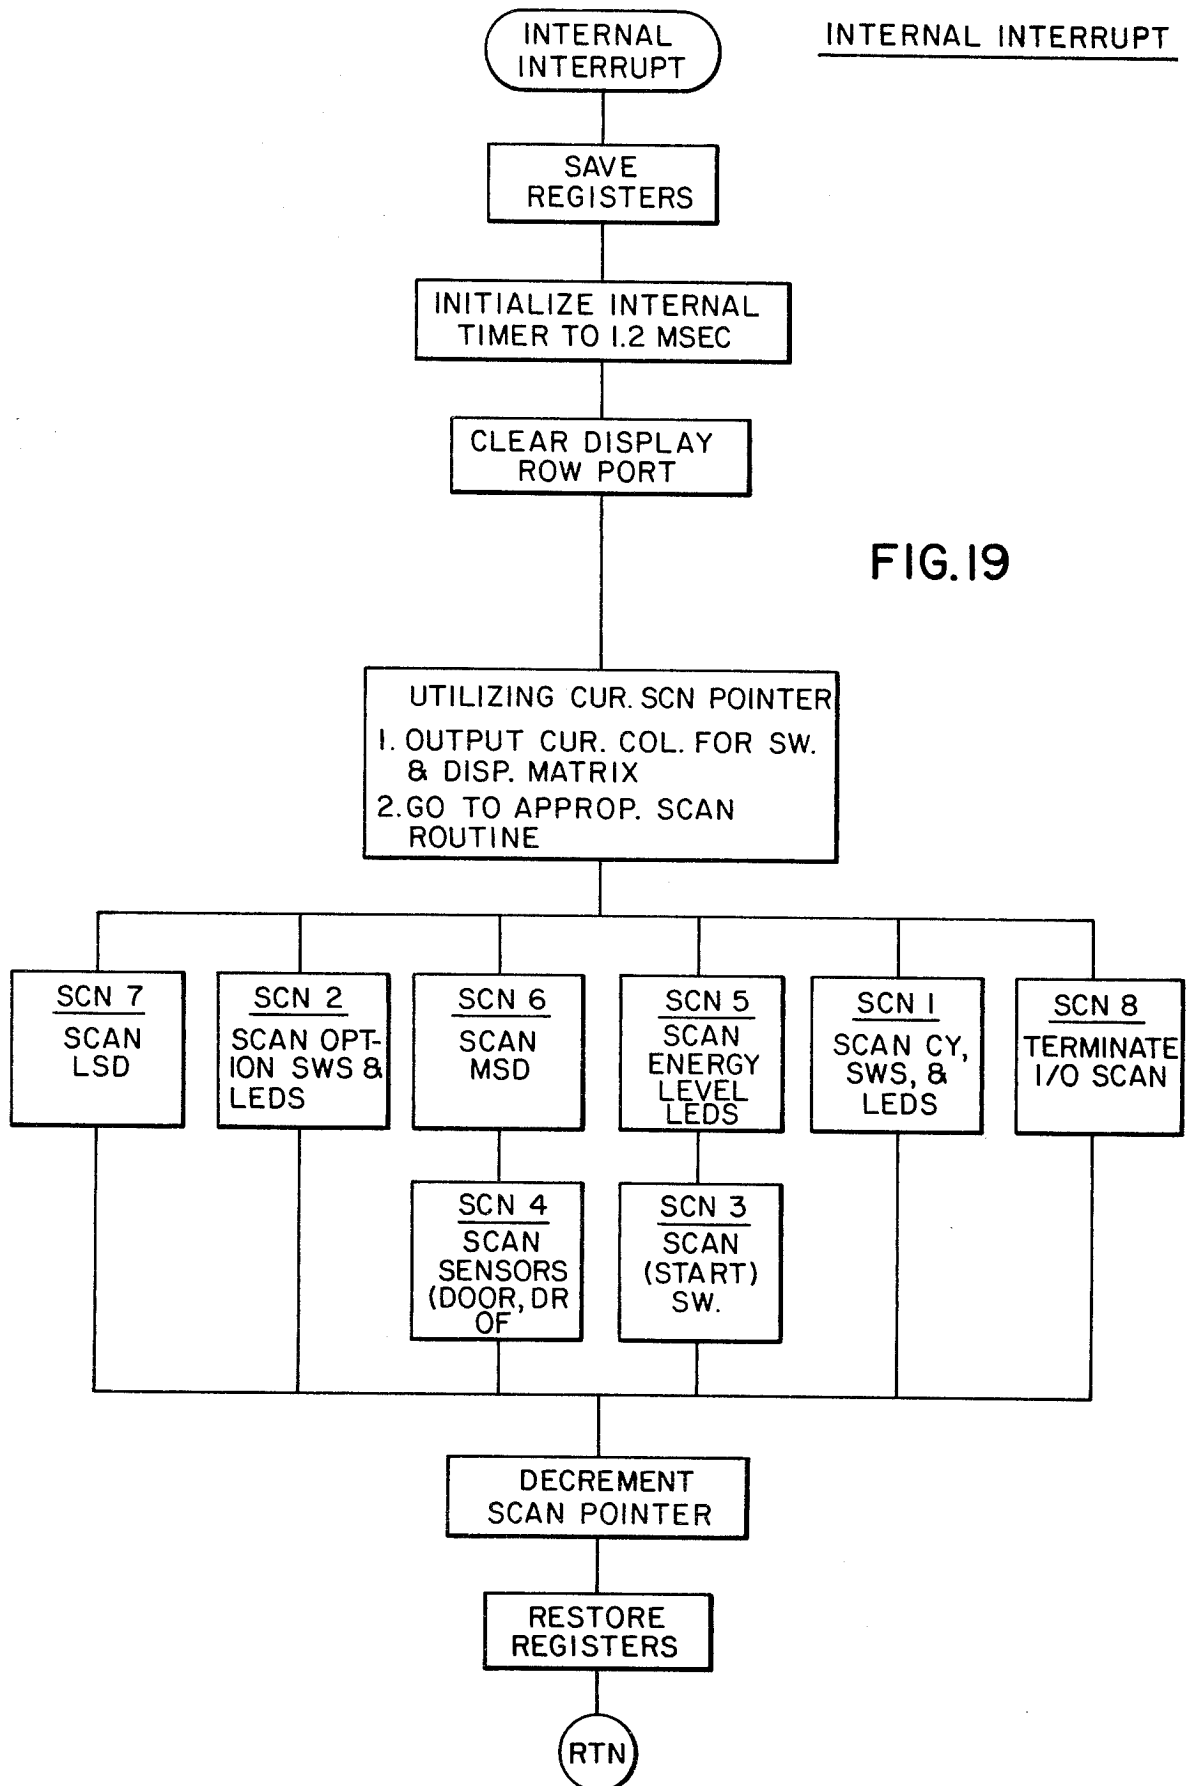 INTERNAL
INTERRUPT
INTERNAL INTERRUPT
SAVE
REGISTERS
INITIALIZE INTERNAL
TIMER TO 1.2 MSEC
CLEAR DISPLAY
ROW PORT
FIG.19
UTILIZING CUR. SCN POINTER
1. OUTPUT CUR. COL. FOR SW.
& DISP. MATRIX
2. GO TO APPROP. SCAN
ROUTINE
SCN 7
SCAN
LSD
SCN 2
SCAN OPT-
ION SWS &
LEDS
SCN 6
SCAN
MSD
SCN 5
SCAN
ENERGY
LEVEL
LEDS
SCN 1
SCAN CY,
SWS, &
LEDS
SCN 8
TERMINATE
I/O SCAN
SCN 4
SCAN
SENSORS
(DOOR, DR
OF
SCN 3
SCAN
(START)
SW.
DECREMENT
SCAN POINTER
RESTORE
REGISTERS
RTN